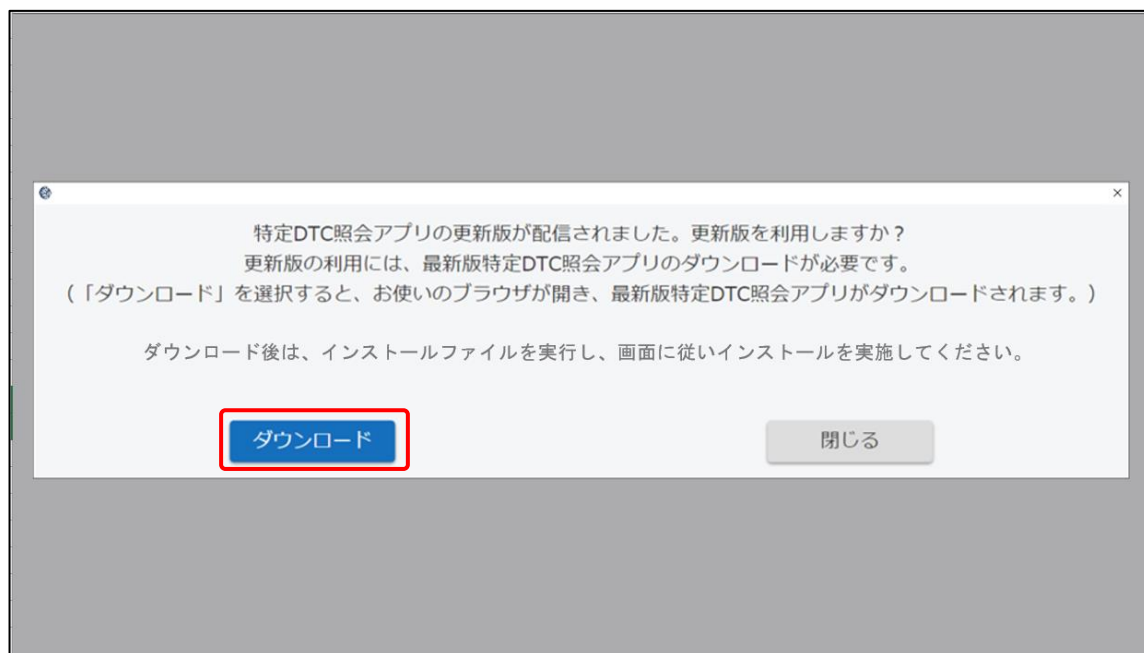 特定DTC照会アプリの更新版が配信されました。更新版を利用しますか？
更新版の利用には、最新版特定DTC照会アプリのダウンロードが必要です。
（「ダウンロード」を選択すると、お使いのブラウザが開き、最新版特定DTC照会アプリがダウンロードされます。）
ダウンロード後は、インストールファイルを実行し、画面に従いインストールを実施してください。
ダウンロード
閉じる